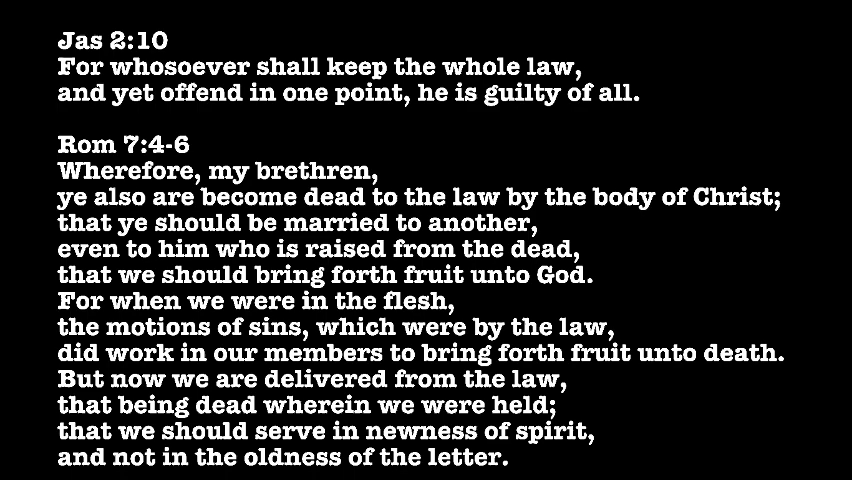 Jas 2:10
For whosoever shall keep the whole law,
and yet offend in one point, he is guilty of all.
Rom 7:4-6
Wherefore, my brethren,
ye also are become dead to the law by the body of Christ;
that ye should be married to another,
even to him who is raised from the dead,
that we should bring forth fruit unto God.
For when we were in the flesh,
the motions of sins, which were by the law,
did work in our members to bring forth fruit unto death.
But now we are delivered from the law,
that being dead wherein we were held;
that we should serve in newness of spirit,
and not in the oldness of the letter.